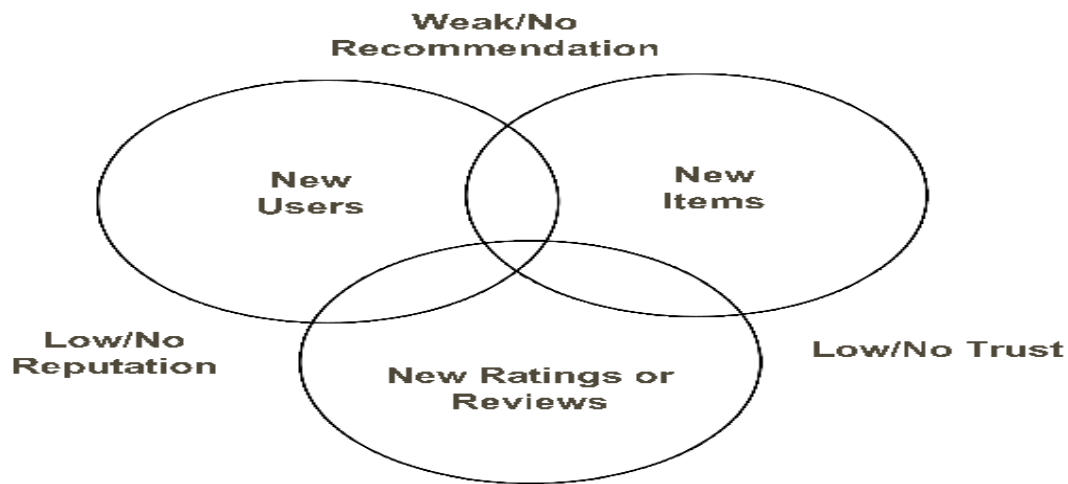 Weak/No
Recommendation
New
Users
New
Items
Low/No
Reputation
Low/No Trust
New Ratings or
Reviews